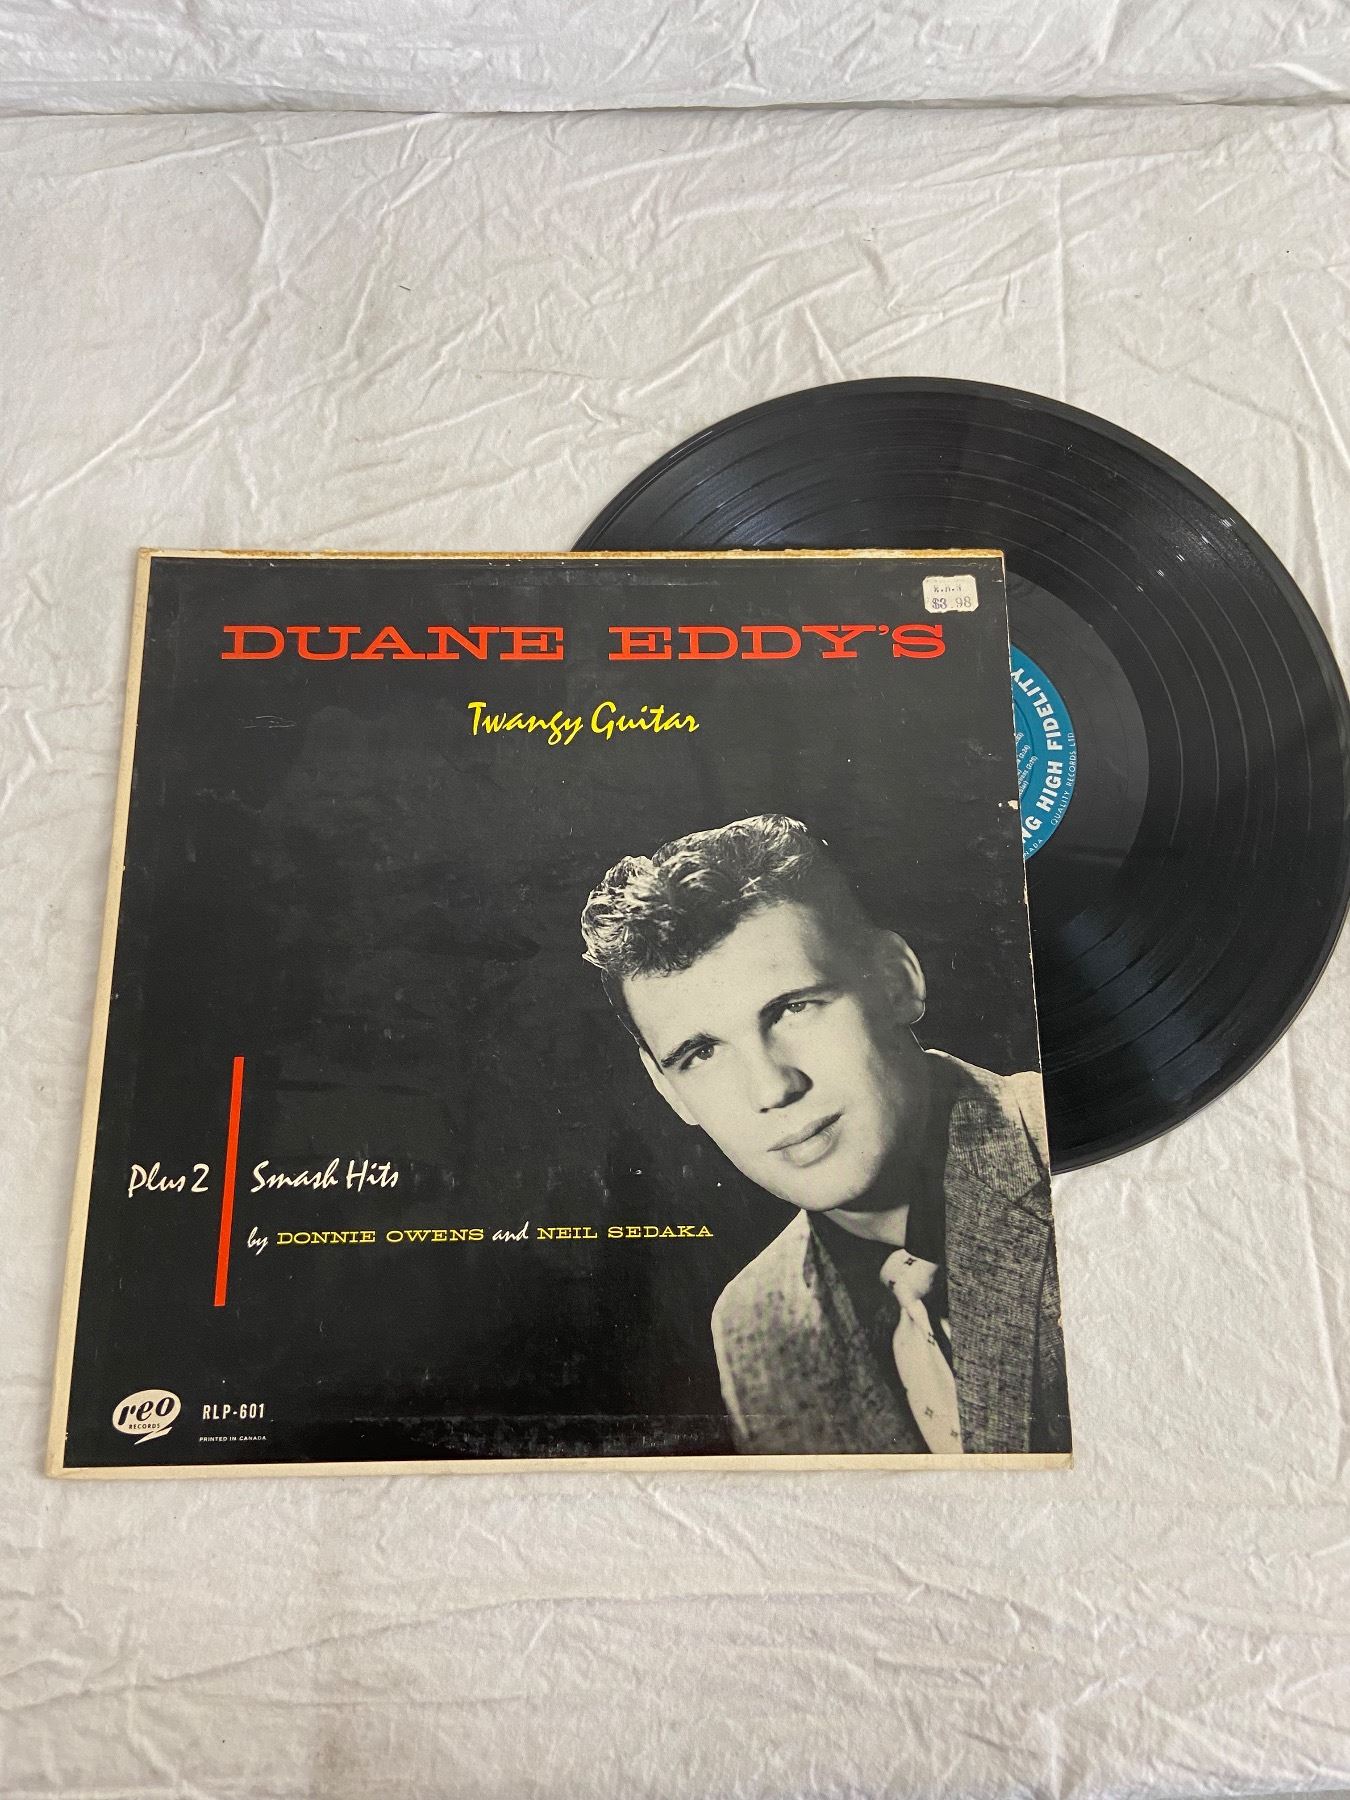 $3.98
DUANE EDDY'S
Twangy Guitar
Plus 2 Smash Hits
by DONNIE OWENS and NEIL SEDAKA
reo
RECORDS
RLP-601
PRINTED IN CANADA
HIGH FIDELITY
QUALITY RECORDS LTD